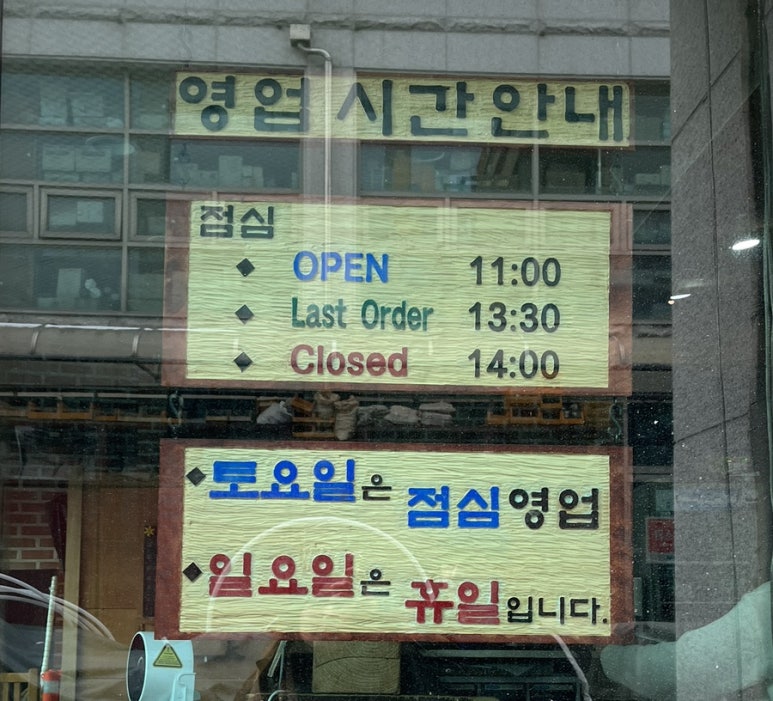 영업 시간 안내
점심
◆ OPEN 11:00
◆ Last Order 13:30
◆ Closed 14:00
◆토요일은 점심영업
◆일요일은 휴일입니다.